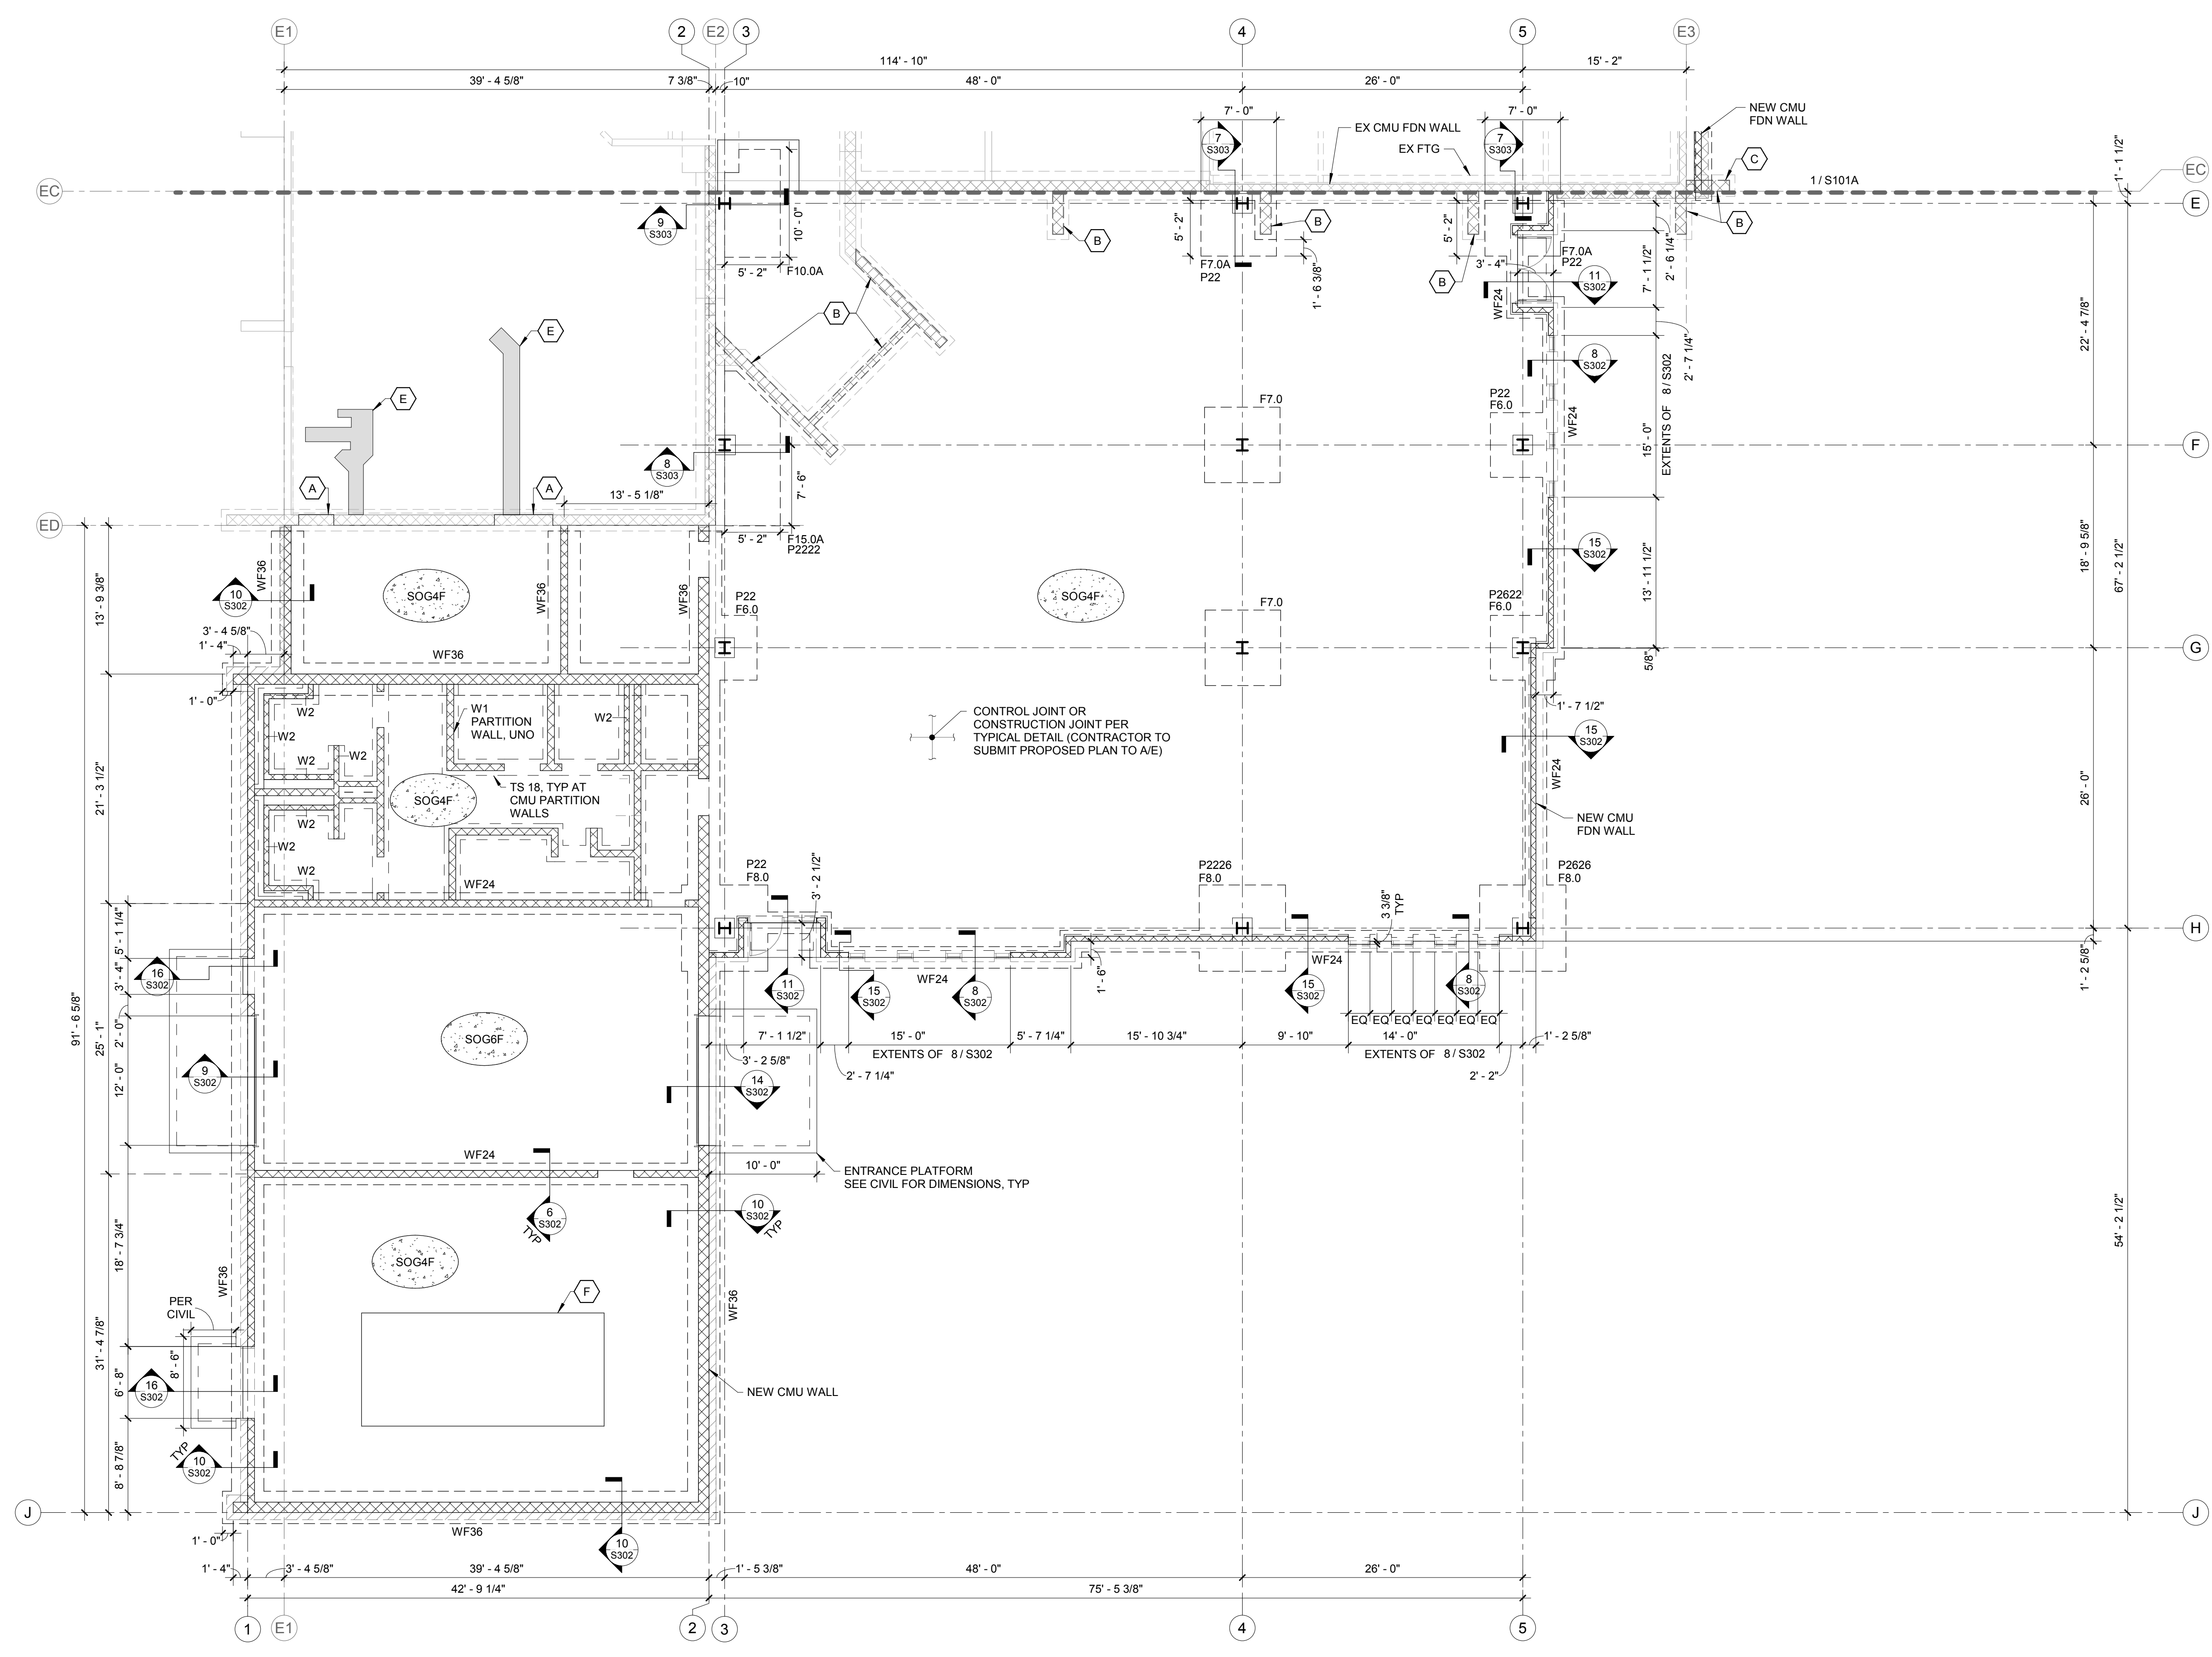 E1
2
E2
3
4
5
E3
114' - 10"
15' - 2"
39' - 4 5/8"
7 3/8"
10"
48' - 0"
26' - 0"
7' - 0"
7' - 0"
NEW CMU
FDN WALL
EX CMU FDN WALL
EX FTG
7
S303
7
S303
C
1' - 1 1/2"
EC
EC
1 / S101A
E
9
S303
10' - 0"
5' - 2"
F10.0A
B
5' - 2"
B
F7.0A
P22
1' - 6 3/8"
5' - 2"
B
3' - 4"
F7.0A
P22
WF24
11
S302
7' - 1 1/2"
2' - 6 1/4"
B
B
E
E
8
S302
2' - 7 1/4"
22' - 4 7/8"
EXTENTS OF 8 / S302
15' - 0"
F7.0
P22
F6.0
WF24
F
8
S303
7' - 6"
A
A
13' - 5 1/8"
ED
5' - 2"
F15.0A
P2222
15
S302
13' - 11 1/2"
18' - 9 5/8"
67' - 2 1/2"
13' - 9 3/8"
10
S302
WF36
SOG4F
WF36
WF36
P22
F6.0
SOG4F
F7.0
P2622
F6.0
3' - 4 5/8"
1' - 4"
WF36
G
5/8"
1' - 0"
1' - 7 1/2"
W2
W2
W2
W2
W1
PARTITION
WALL, UNO
W2
CONTROL JOINT OR
CONSTRUCTION JOINT PER
TYPICAL DETAIL (CONTRACTOR TO
SUBMIT PROPOSED PLAN TO A/E)
15
S302
WF24
21' - 3 1/2"
SOG4F
TS 18, TYP AT
CMU PARTITION
WALLS
26' - 0"
NEW CMU
FDN WALL
W2
W2
W2
WF24
P22
F8.0
3' - 2 1/2"
P2226
F8.0
3 3/8"
TYP
P2626
F8.0
H
5' - 1 1/4"
16
S302
3' - 4"
11
S302
15
S302
WF24
8
S302
1' - 6"
15
S302
WF24
8
S302
1' - 2 5/8"
EQ
EQ
EQ
EQ
EQ
EQ
EQ
91' - 6 5/8"
25' - 1"
2' - 0"
SOG6F
7' - 1 1/2"
15' - 0"
5' - 7 1/4"
15' - 10 3/4"
9' - 10"
14' - 0"
1' - 2 5/8"
3' - 2 5/8"
EXTENTS OF 8 / S302
EXTENTS OF 8 / S302
2' - 7 1/4"
2' - 2"
9
S302
12' - 0"
14
S302
WF24
10' - 0"
ENTRANCE PLATFORM
SEE CIVIL FOR DIMENSIONS, TYP
6
S302
TYP
10
S302
TYP
18' - 7 3/4"
54' - 2 1/2"
SOG4F
WF36
F
WF36
PER
CIVIL
31' - 4 7/8"
8' - 6"
6' - 8"
16
S302
NEW CMU WALL
TYP
10
S302
8' - 8 7/8"
J
J
WF36
1' - 0"
10
S302
1' - 4"
3' - 4 5/8"
39' - 4 5/8"
1' - 5 3/8"
48' - 0"
26' - 0"
42' - 9 1/4"
75' - 5 3/8"
1
E1
2
3
4
5